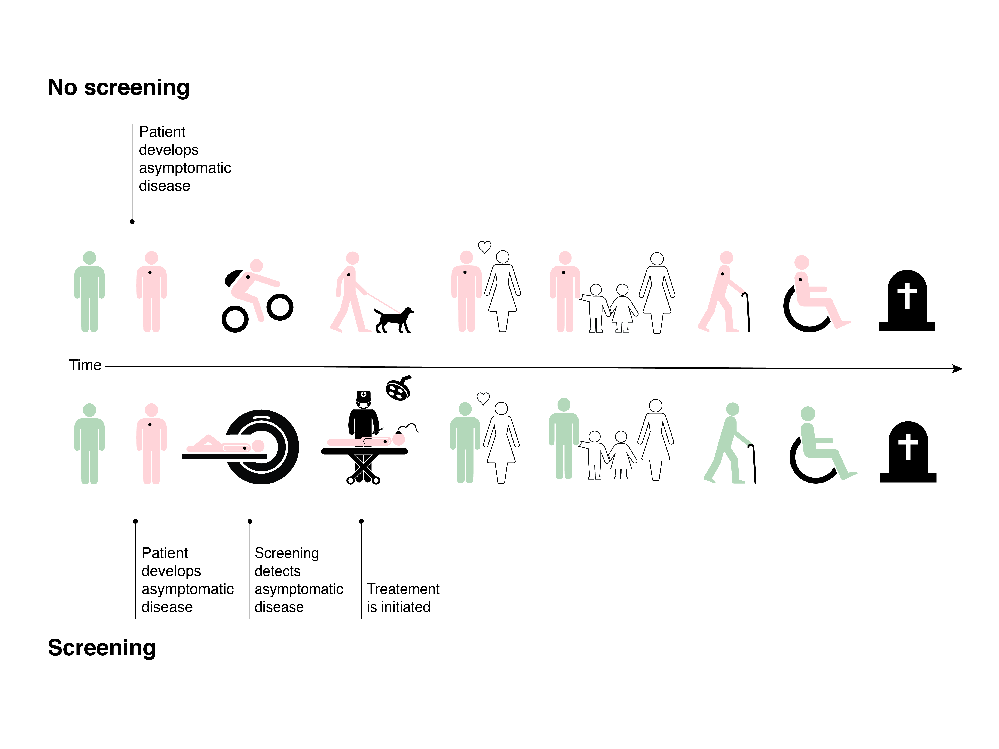 No screening
Patient
develops
asymptomatic
disease
Time
Patient
develops
asymptomatic
disease
Screening
detects
asymptomatic
disease
Treatement
is initiated
Screening